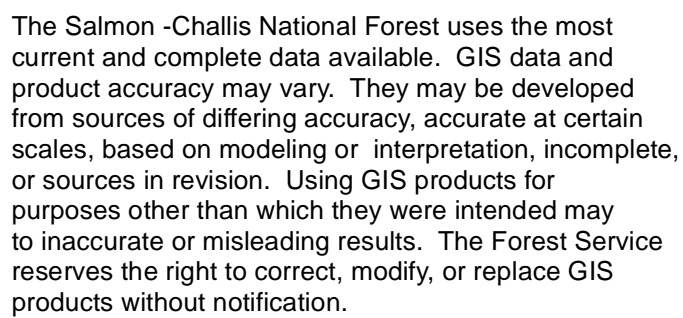 The Salmon -Challis National Forest uses the most
current and complete data available.  GIS data and
product accuracy may vary.  They may be developed
from sources of differing accuracy, accurate at certain
scales, based on modeling or  interpretation, incomplete,
or sources in revision.  Using GIS products for
purposes other than which they were intended may
to inaccurate or misleading results.  The Forest Service
reserves the right to correct, modify, or replace GIS
products without notification.